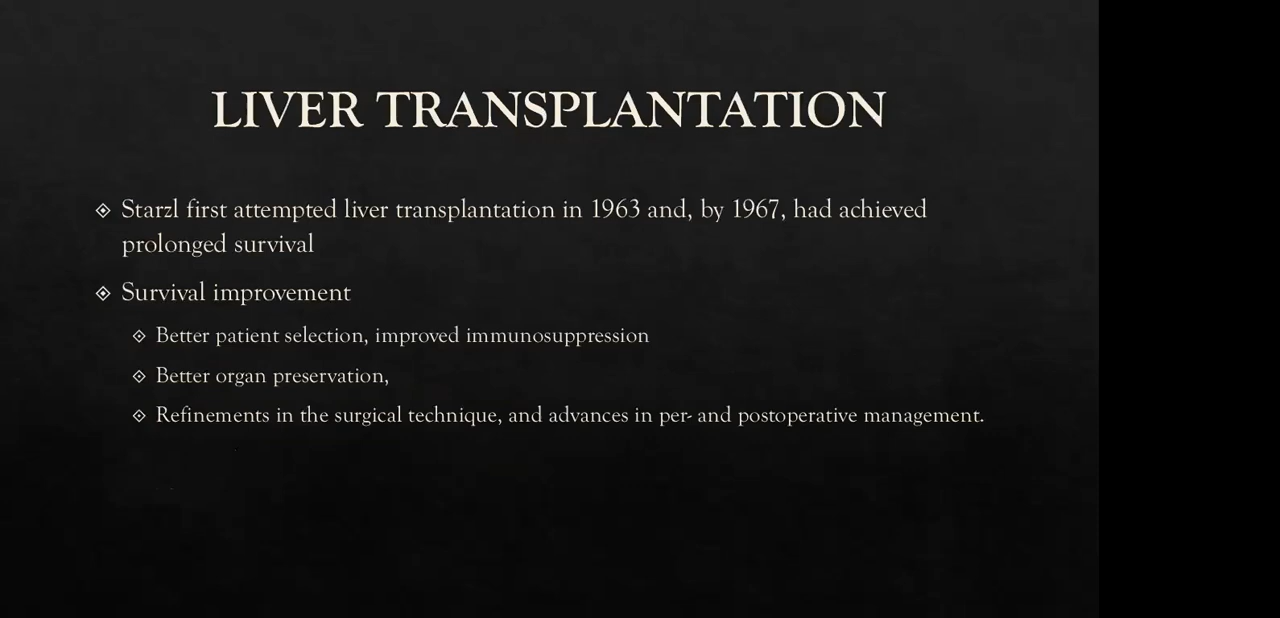 LIVER TRANSPLANTATION
Starzl first attempted liver transplantation in 1963 and, by 1967, had achieved
prolonged survival
Survival improvement
Better patient selection, improved immunosuppression
Better organ preservation,
Refinements in the surgical technique, and advances in per- and postoperative management.